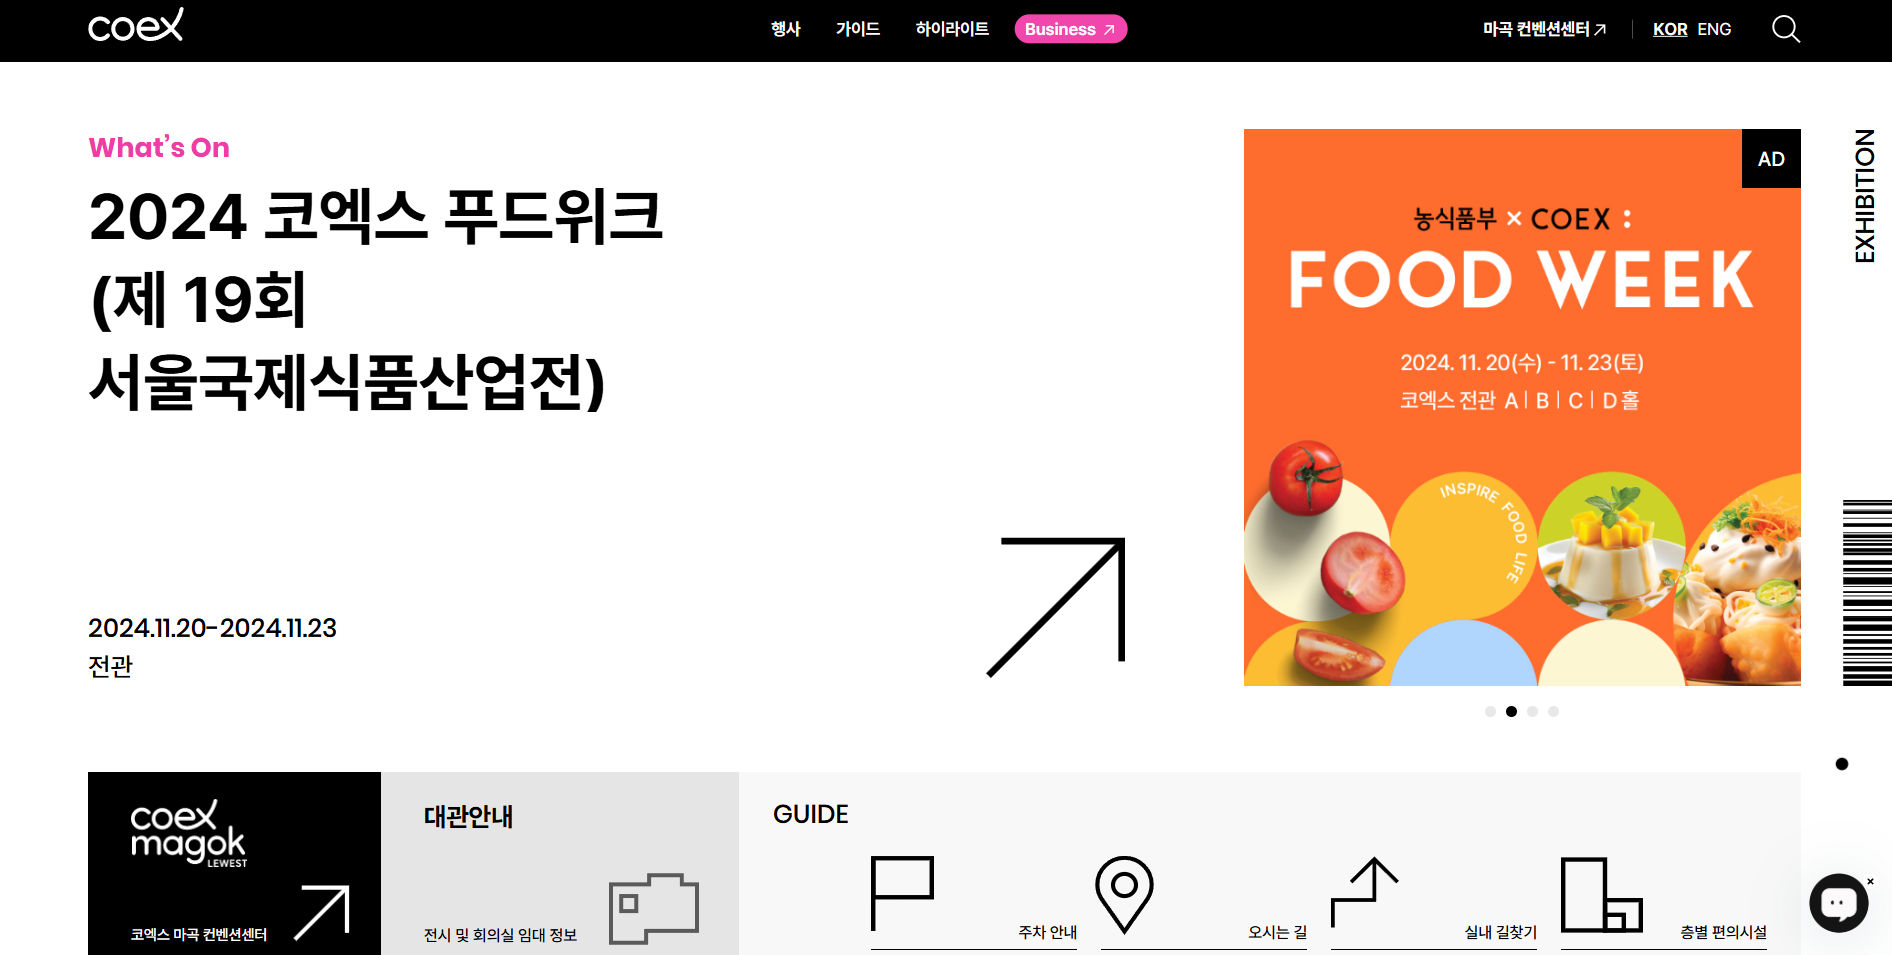 coex
행사 가이드 하이라이트 Business
마곡 컨벤션센터
KOR ENG
What's On
2024 코엑스 푸드위크
(제 19회
서울국제식품산업전)
2024.11.20-2024.11.23
전관
AD
농식품부 × COEX :
FOOD WEEK
2024. 11. 20(수) - 11. 23(토)
코엑스 전관 A | B | C | D 홀
INSPIRE FOOD LIFE
EXHIBITION
coex
magok
LEWEST
코엑스 마곡 컨벤션센터
대관안내
전시 및 회의실 임대 정보
GUIDE
주차 안내
오시는 길
실내 길찾기
층별 편의시설